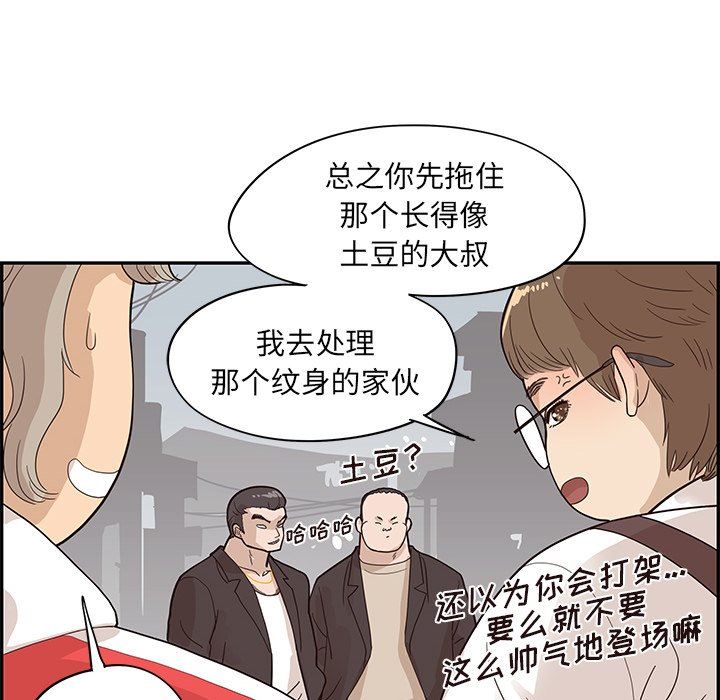 总之你先拖住
那个长得像
土豆的大叔
我去处理
那个纹身的家伙
土豆？
哈哈哈
还以为你会打架…
要么就不要
这么帅气地登场嘛